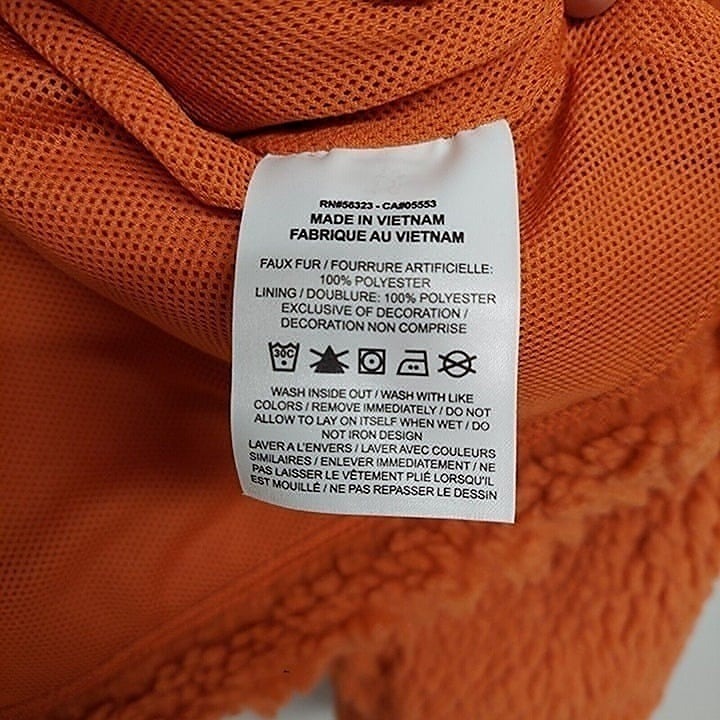 RN#56323 - CA#05553
MADE IN VIETNAM
FABRIQUE AU VIETNAM
FAUX FUR / FOURRURE ARTIFICIELLE:
100% POLYESTER
LINING / DOUBLURE: 100% POLYESTER
EXCLUSIVE OF DECORATION /
DECORATION NON COMPRISE
30C
WASH INSIDE OUT / WASH WITH LIKE
COLORS / REMOVE IMMEDIATELY / DO NOT
ALLOW TO LAY ON ITSELF WHEN WET / DO
NOT IRON DESIGN
LAVER A L'ENVERS / LAVER AVEC COULEURS
SIMILAIRES / ENLEVER IMMEDIATEMENT / NE
PAS LAISSER LE VÊTEMENT PLIÉ LORSQU'IL
EST MOUILLÉ / NE PAS REPASSER LE DESSIN